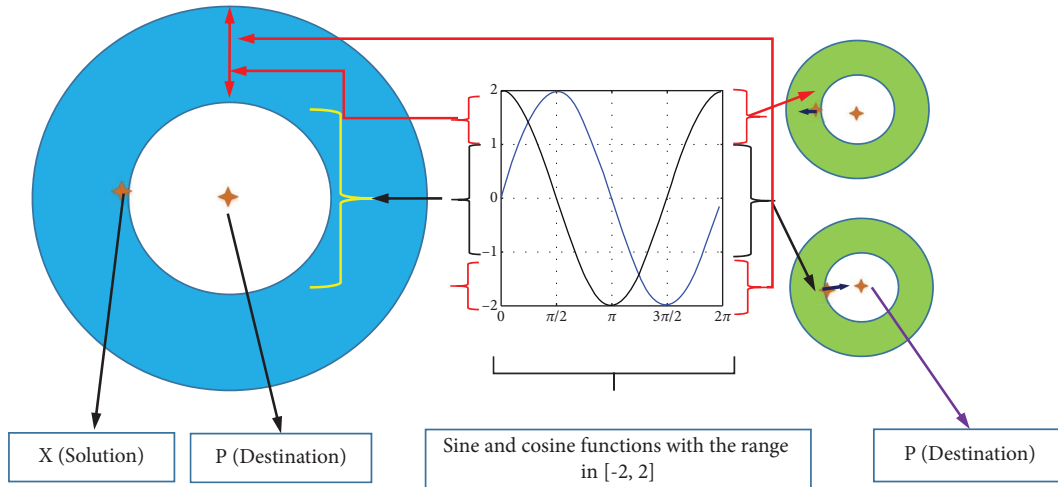 2
1
0
−1
−2
0
π/2
π
3π/2
2π
X (Solution)
P (Destination)
Sine and cosine functions with the range
in [-2, 2]
P (Destination)